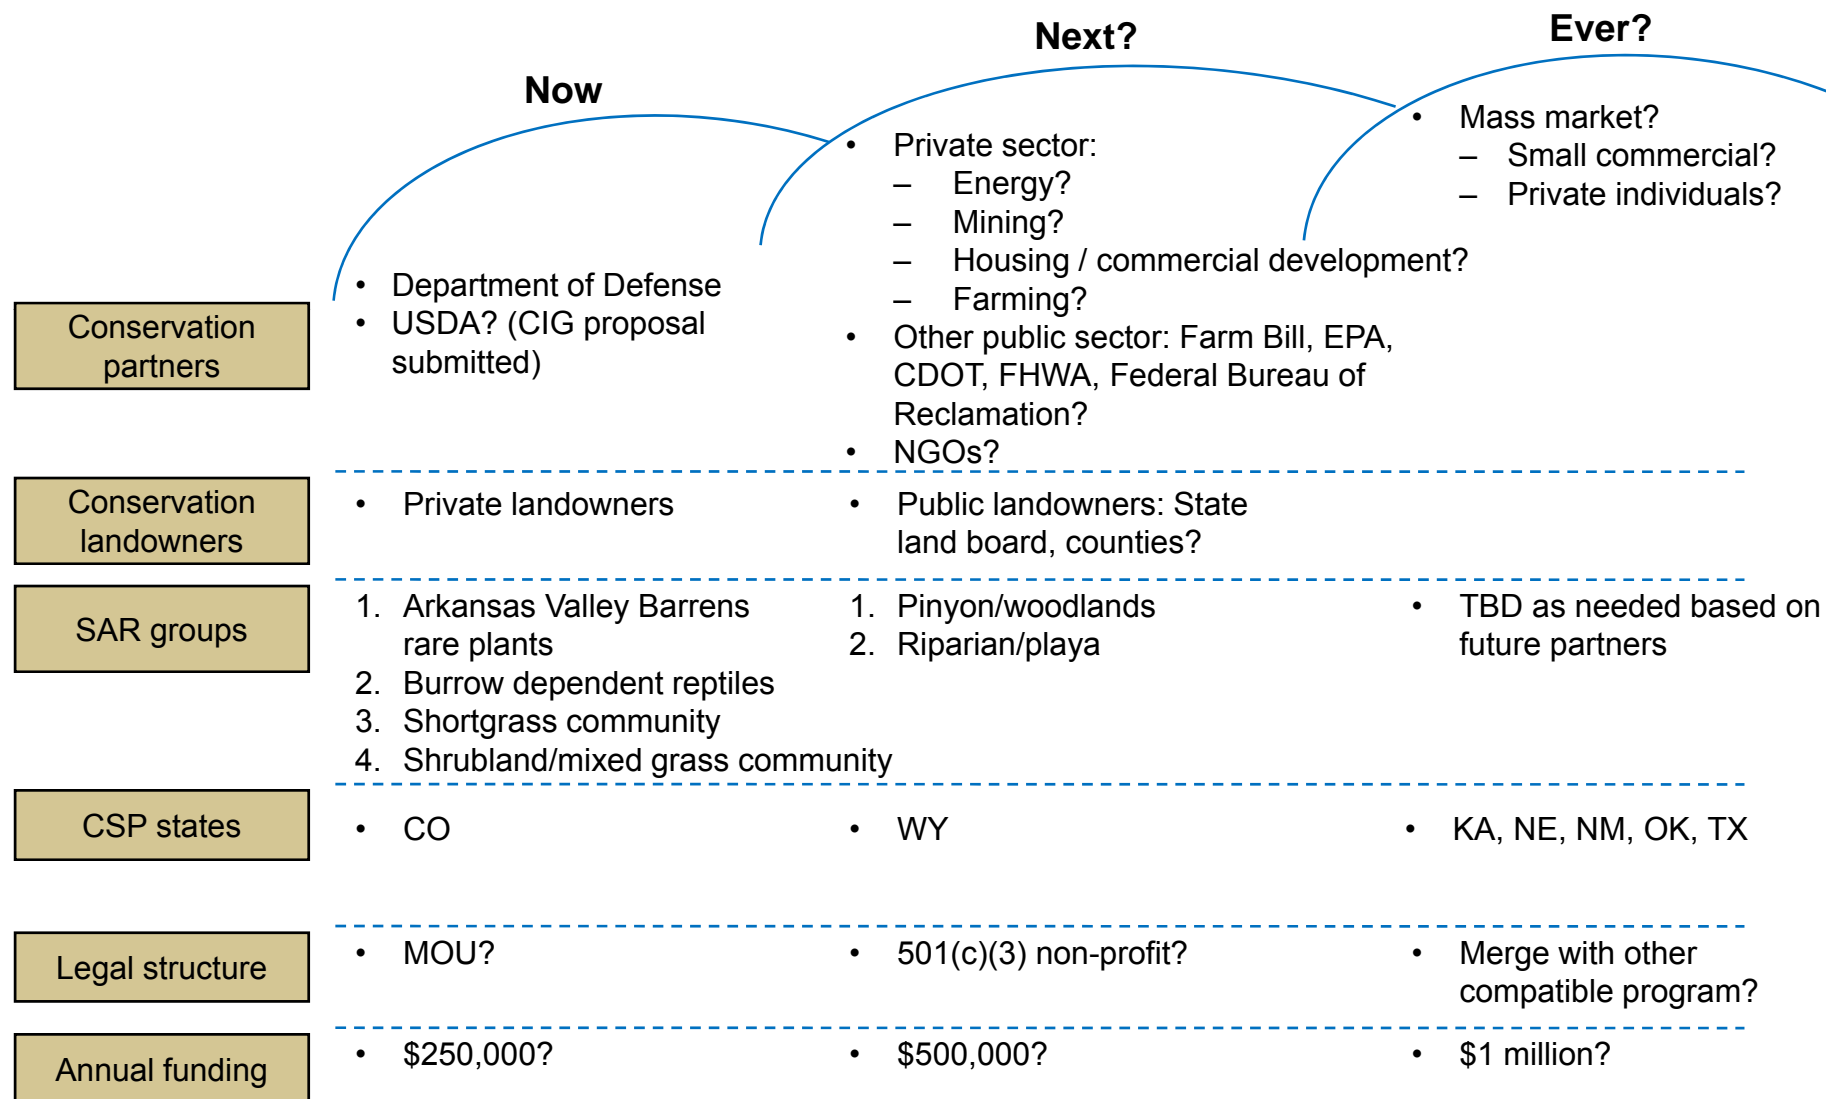 Now
Next?
Ever?
Conservation
partners
• Department of Defense
• USDA? (CIG proposal
submitted)
• Private sector:
– Energy?
– Mining?
– Housing / commercial development?
– Farming?
• Other public sector: Farm Bill, EPA,
CDOT, FHWA, Federal Bureau of
Reclamation?
• NGOs?
• Mass market?
– Small commercial?
– Private individuals?
Conservation
landowners
• Private landowners
• Public landowners: State
land board, counties?
SAR groups
1. Arkansas Valley Barrens
rare plants
2. Burrow dependent reptiles
3. Shortgrass community
4. Shrubland/mixed grass community
1. Pinyon/woodlands
2. Riparian/playa
• TBD as needed based on
future partners
CSP states
• CO
• WY
• KA, NE, NM, OK, TX
Legal structure
• MOU?
• 501(c)(3) non-profit?
• Merge with other
compatible program?
Annual funding
• $250,000?
• $500,000?
• $1 million?